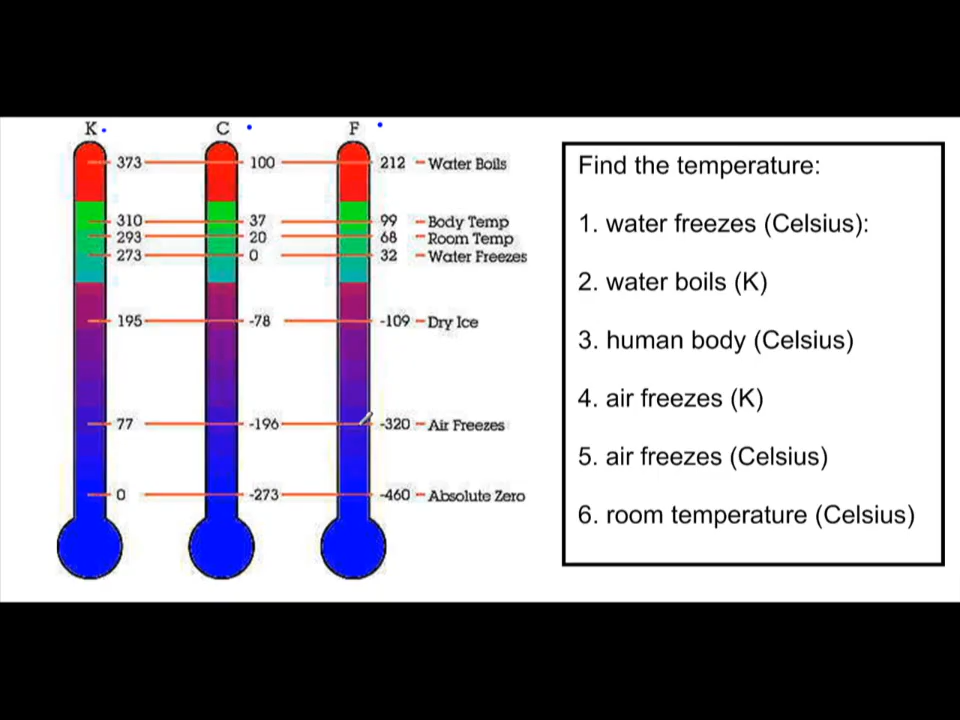 K C F
373 100 212 Water Boils
310 37 99 Body Temp
293 20 68 Room Temp
273 0 32 Water Freezes
195 -78 -109 Dry Ice
77 -196 -320 Air Freezes
0 -273 -460 Absolute Zero
Find the temperature:
1. water freezes (Celsius):
2. water boils (K)
3. human body (Celsius)
4. air freezes (K)
5. air freezes (Celsius)
6. room temperature (Celsius)